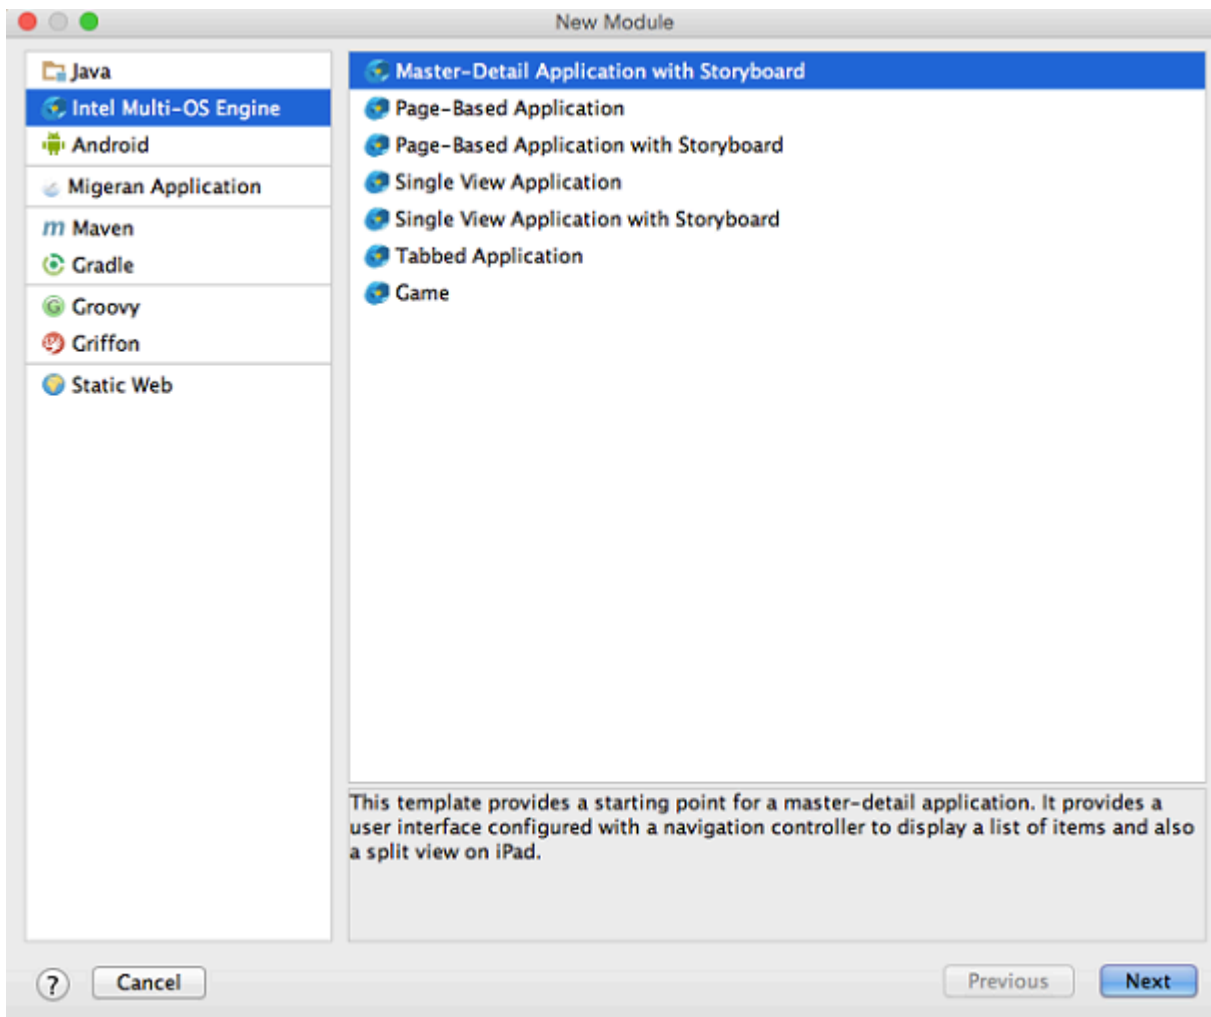 New Module
Java
Intel Multi-OS Engine
Android
Migeran Application
m Maven
Gradle
G Groovy
Griffon
Static Web
Master-Detail Application with Storyboard
Page-Based Application
Page-Based Application with Storyboard
Single View Application
Single View Application with Storyboard
Tabbed Application
Game
This template provides a starting point for a master-detail application. It provides a
user interface configured with a navigation controller to display a list of items and also
a split view on iPad.
? Cancel Previous Next